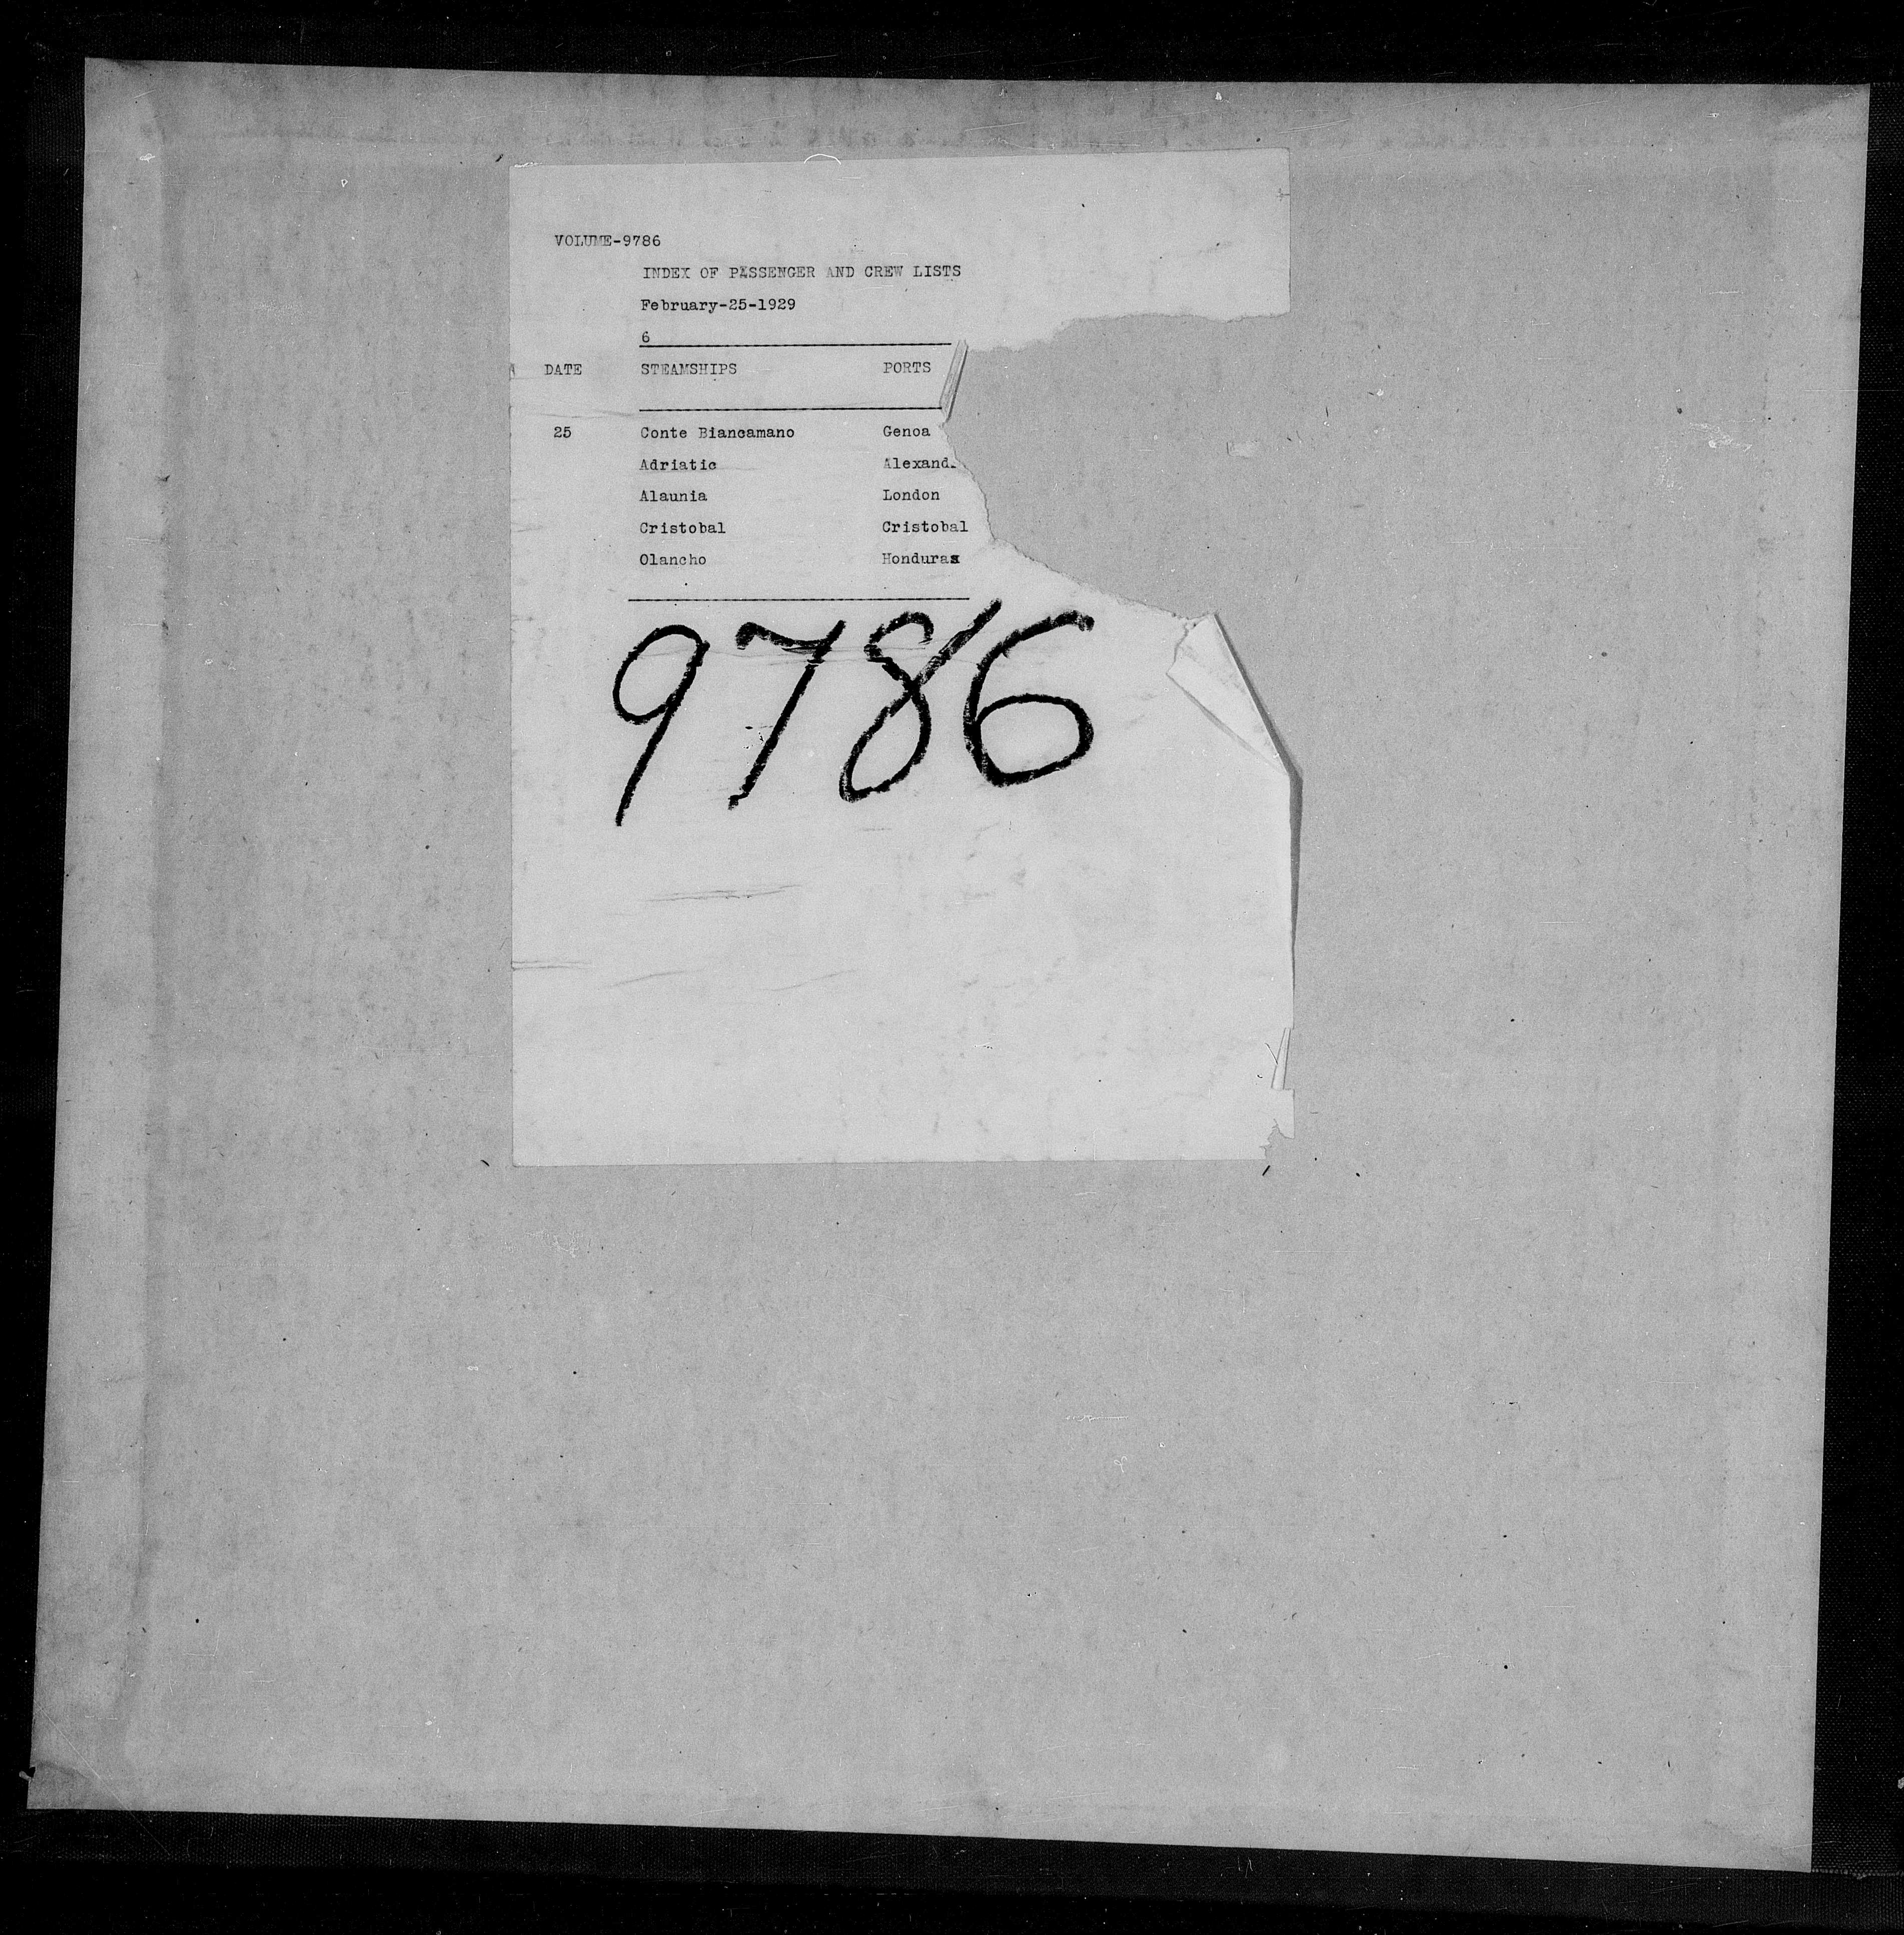 VOLUME-9786
INDEX OF PASSENGER AND CREW LISTS
February-25-1929
6
DATE STEAMSHIPS PORTS
25 Conte Biancamano Genoa
Adriatic Alexand
Alaunia London
Cristobal Cristobal
Olancho Honduras
9786